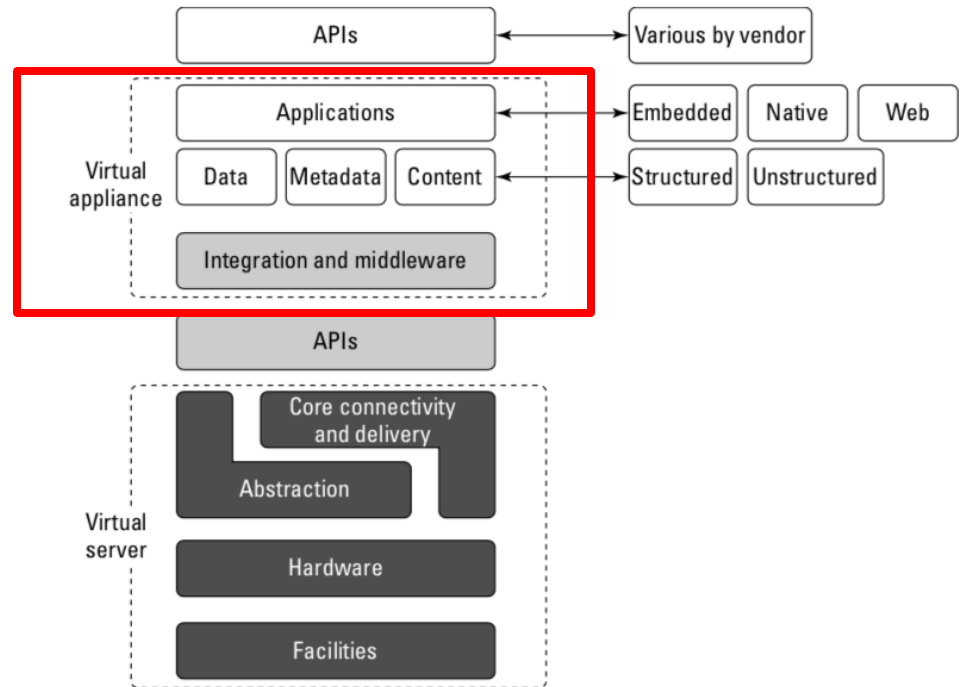 APIs
Various by vendor
Applications
Embedded
Native
Web
Virtual
appliance
Data
Metadata
Content
Structured
Unstructured
Integration and middleware
APIs
Core connectivity
and delivery
Abstraction
Virtual
server
Hardware
Facilities